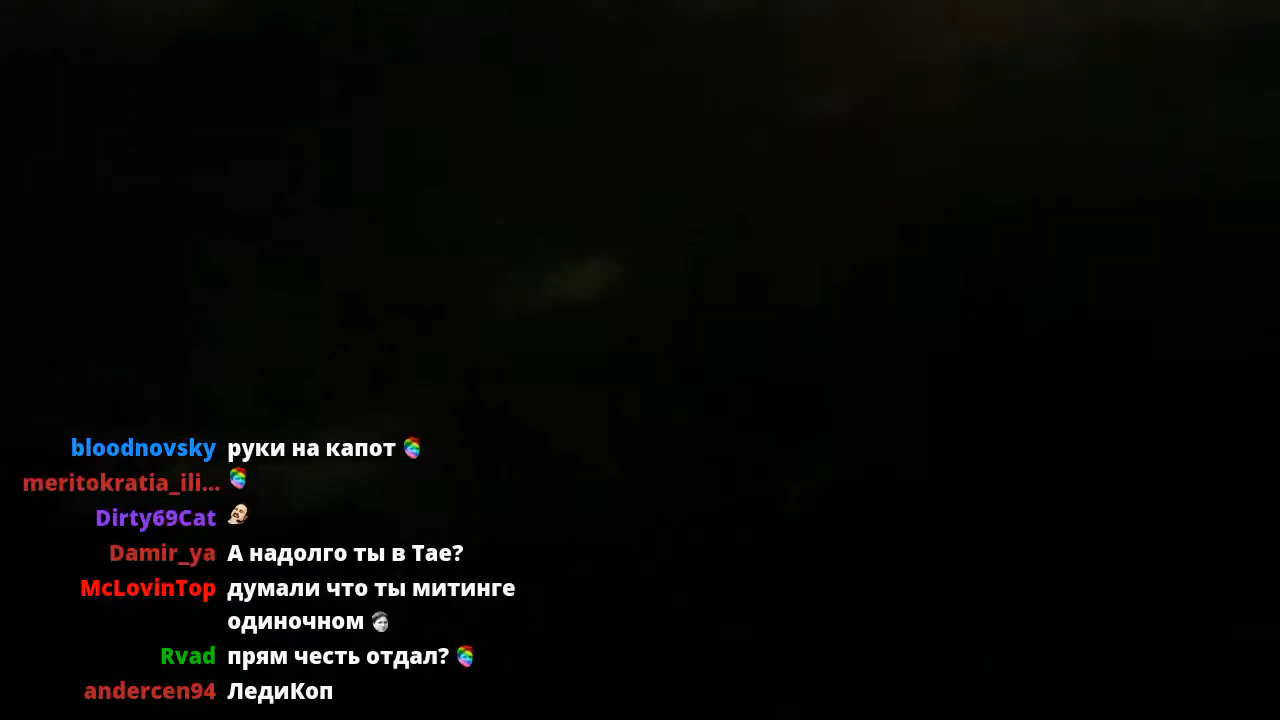 bloodnovsky руки на капот
meritokratia_ili...
Dirty69Cat
Damir_ya А надолго ты в Тае?
McLovinTop думали что ты митинге
одиночном
Rvad прям честь отдал?
andercen94 ЛедиКоп